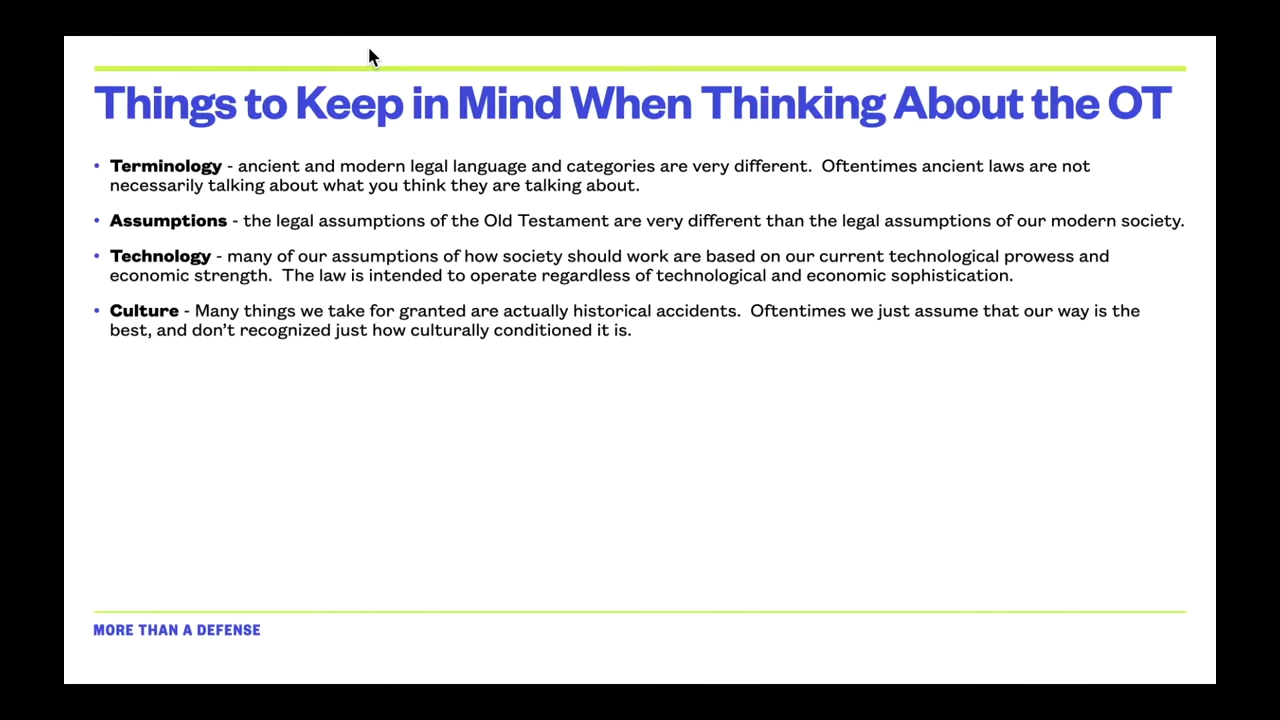 Things to Keep in Mind When Thinking About the OT
• Terminology - ancient and modern legal language and categories are very different.  Oftentimes ancient laws are not
necessarily talking about what you think they are talking about.
• Assumptions - the legal assumptions of the Old Testament are very different than the legal assumptions of our modern society.
• Technology - many of our assumptions of how society should work are based on our current technological prowess and
economic strength.  The law is intended to operate regardless of technological and economic sophistication.
• Culture - Many things we take for granted are actually historical accidents.  Oftentimes we just assume that our way is the
best, and don’t recognized just how culturally conditioned it is.
MORE THAN A DEFENSE